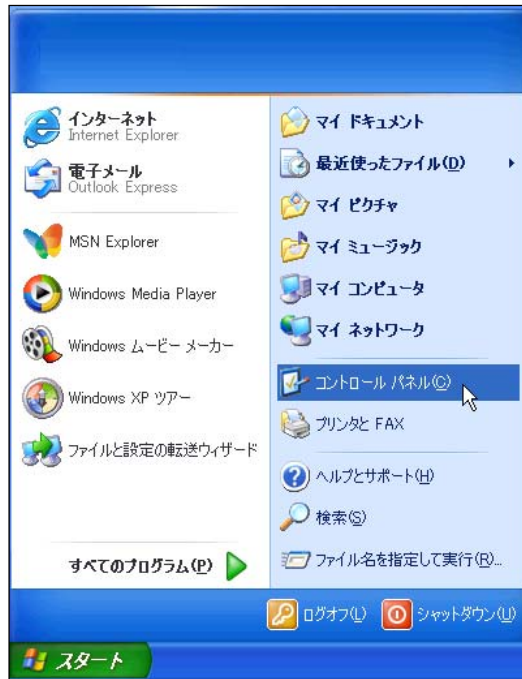 インターネット
Internet Explorer
電子メール
Outlook Express
MSN Explorer
Windows Media Player
Windows ムービー メーカー
Windows XP ツアー
ファイルと設定の転送ウィザード
すべてのプログラム(P)
マイ ドキュメント
最近使ったファイル(D)
マイ ピクチャ
マイ ミュージック
マイ コンピュータ
マイ ネットワーク
コントロール パネル(C)
プリンタと FAX
ヘルプとサポート(H)
検索(S)
ファイル名を指定して実行(R)...
ログオフ(L)
シャットダウン(U)
スタート